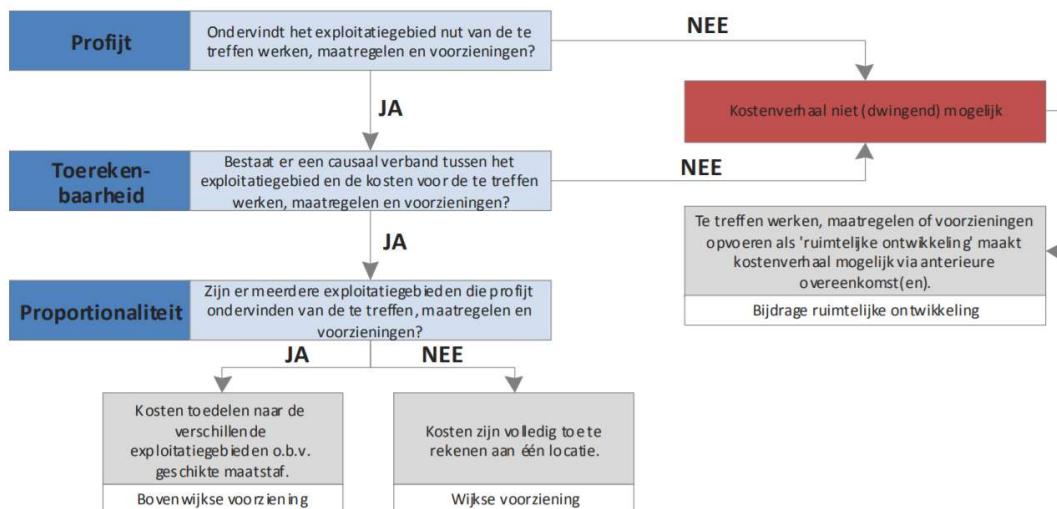 Profijt
Ondervindt het exploitatiegebied nut van de te
treffen werken, maatregelen en voorzieningen?
NEE
JA
Kostenverhaal niet (dwingend) mogelijk
Toereken-
baarheid
Bestaat er een causaal verband tussen het
exploitatiegebied en de kosten voor de te treffen
werken, maatregelen en voorzieningen?
NEE
JA
Te treffen werken, maatregelen of voorzieningen
opvoeren als 'ruimtelijke ontwikkeling' maakt
kostenverhaal mogelijk via anterieure
overeenkomst(en).
Bijdrage ruimtelijke ontwikkeling
Proportionaliteit
Zijn er meerdere exploitatiegebieden die profijt
ondervinden van de te treffen, maatregelen en
voorzieningen?
JA
NEE
Kosten toedelen naar de
verschillende
exploitatiegebieden o.b.v.
geschikte maatstaf.
Bovenwijkse voorziening
Kosten zijn volledig toe te
rekenen aan één locatie.
Wijkse voorziening